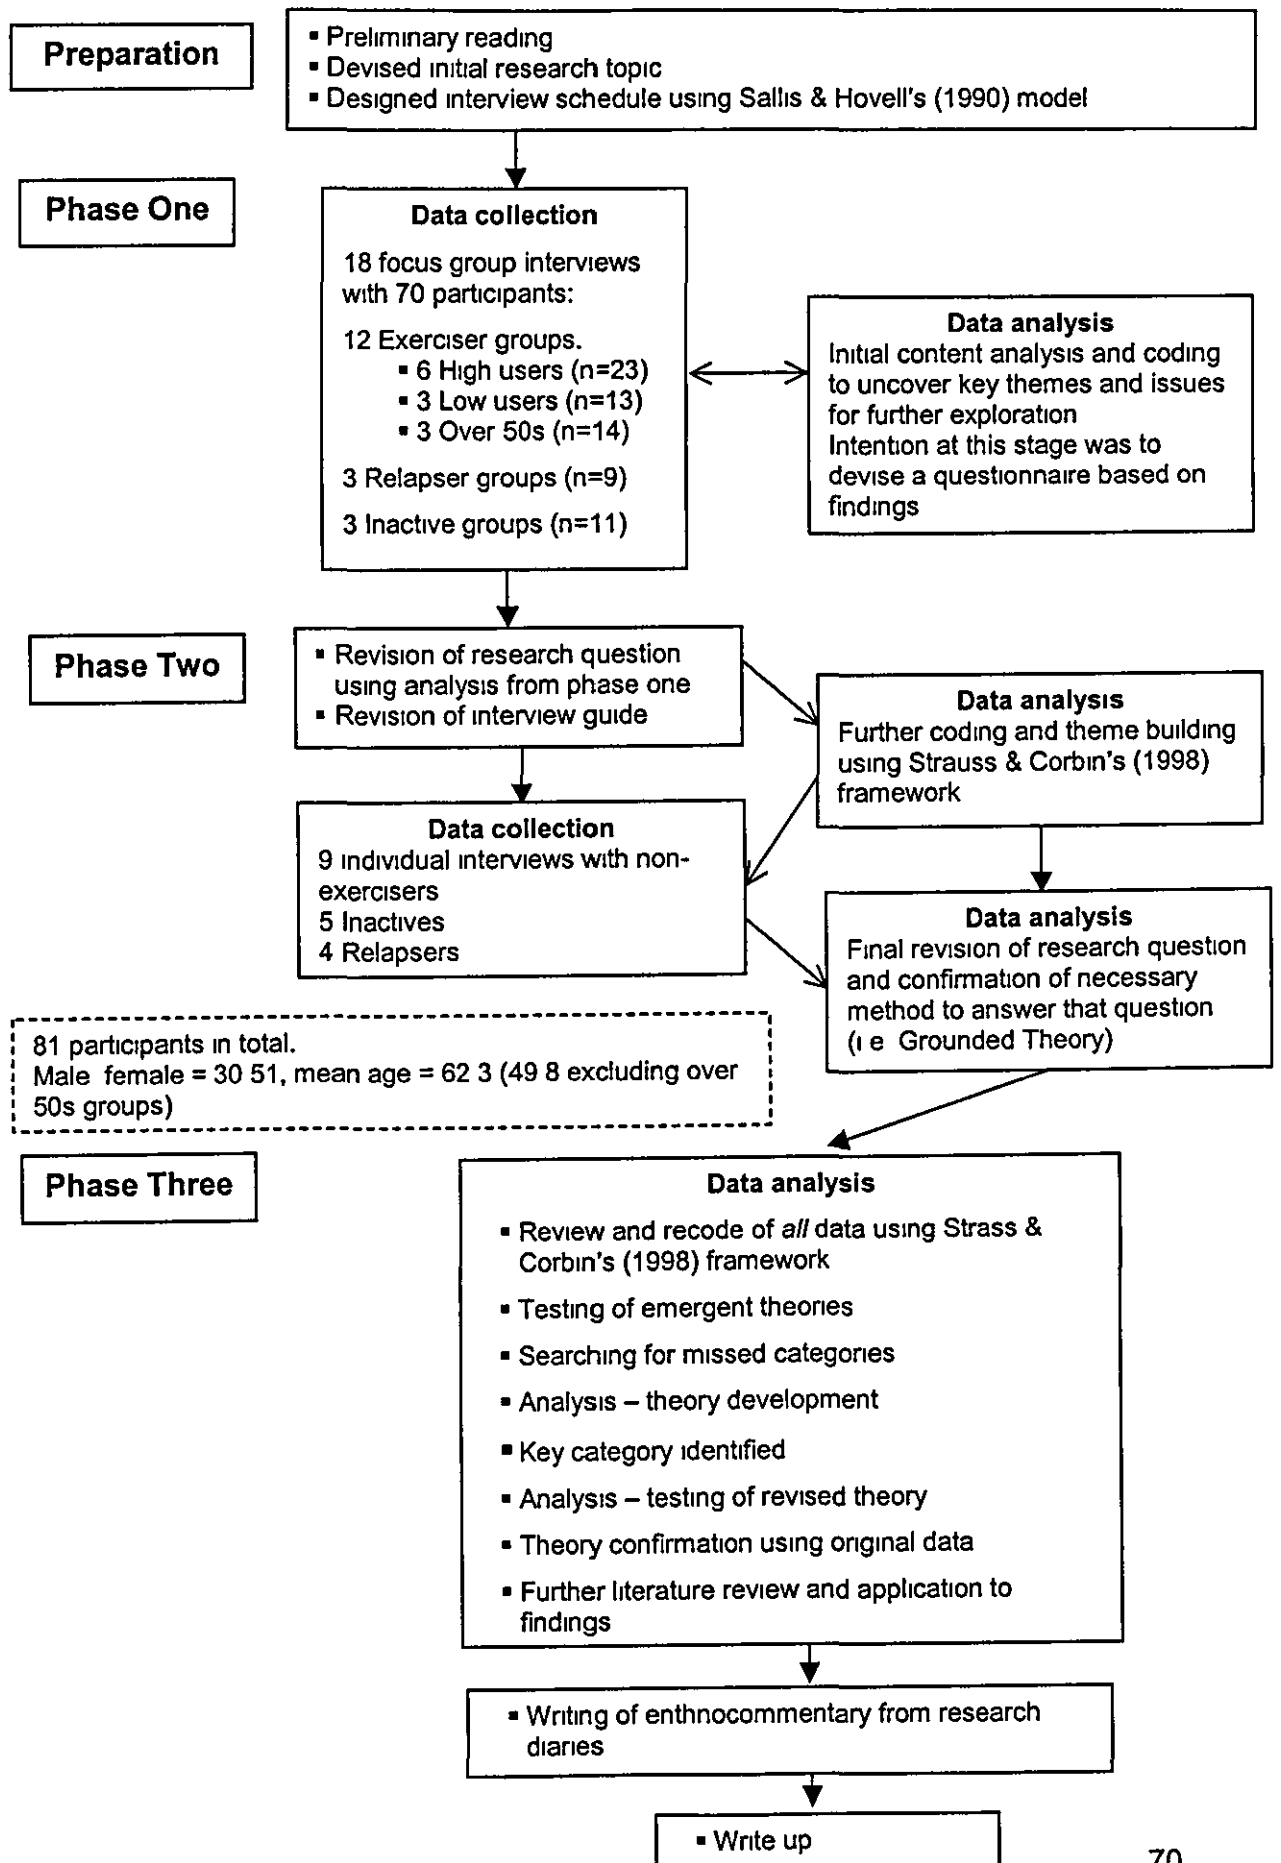 Preparation
▪ Preliminary reading
▪ Devised initial research topic
▪ Designed interview schedule using Sallis & Hovell's (1990) model
Phase One
Data collection
18 focus group interviews
with 70 participants:
12 Exerciser groups.
▪ 6 High users (n=23)
▪ 3 Low users (n=13)
▪ 3 Over 50s (n=14)
3 Relapser groups (n=9)
3 Inactive groups (n=11)
Data analysis
Initial content analysis and coding
to uncover key themes and issues
for further exploration
Intention at this stage was to
devise a questionnaire based on
findings
Phase Two
▪ Revision of research question
using analysis from phase one
▪ Revision of interview guide
Data analysis
Further coding and theme building
using Strauss & Corbin's (1998)
framework
Data collection
9 individual interviews with non-
exercisers
5 Inactives
4 Relapsers
Data analysis
Final revision of research question
and confirmation of necessary
method to answer that question
(i e Grounded Theory)
81 participants in total.
Male female = 30 51, mean age = 62 3 (49 8 excluding over
50s groups)
Phase Three
Data analysis
▪ Review and recode of all data using Strass &
Corbin's (1998) framework
▪ Testing of emergent theories
▪ Searching for missed categories
▪ Analysis – theory development
▪ Key category identified
▪ Analysis – testing of revised theory
▪ Theory confirmation using original data
▪ Further literature review and application to
findings
▪ Writing of enthnocommentary from research
diaries
▪ Write up
70